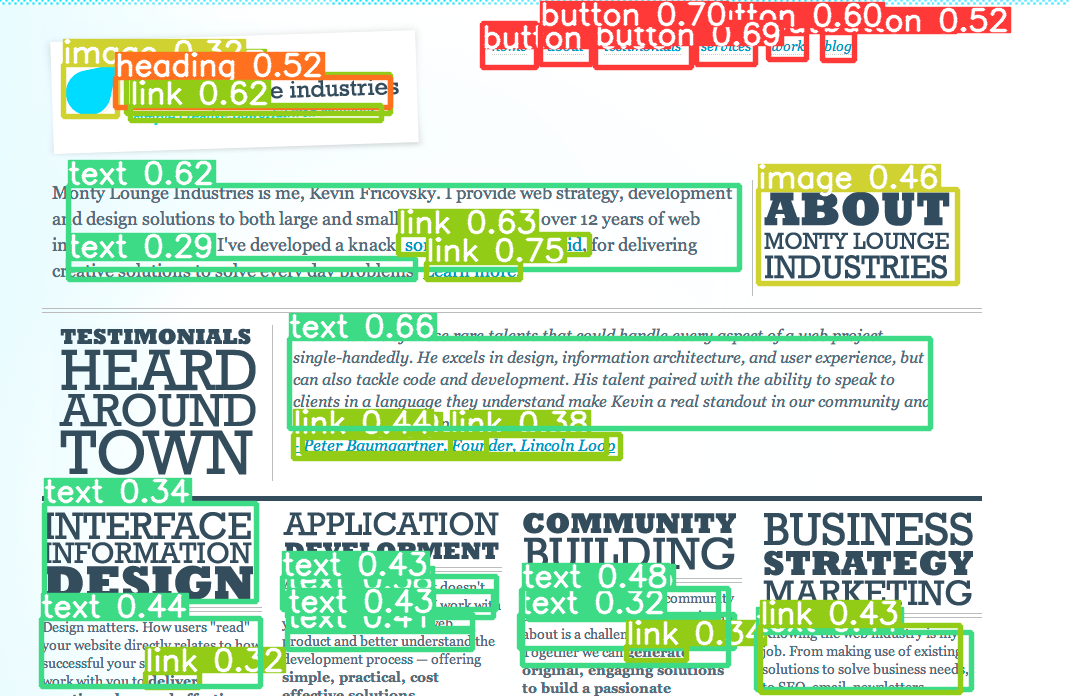 button 0.70 button 0.60 button 0.52
button button 0.69
work blog
image 0.32
heading 0.52
link 0.62 e industries
text 0.62
Monty Lounge Industries is me, Kevin Fricovsky. I provide web strategy, development
and design solutions to both large and small link 0.63 over 12 years of web
text 0.29 I've developed a knack link 0.75 for delivering
creative solutions to solve every day problems. Learn more
image 0.46
ABOUT
MONTY LOUNGE
INDUSTRIES
TESTIMONIALS
HEARD
AROUND
TOWN
text 0.66 rare talents that could handle every aspect of a web project
single-handedly. He excels in design, information architecture, and user experience, but
can also tackle code and development. His talent paired with the ability to speak to
clients in a language they understand make Kevin a real standout in our community and
link 0.44 link 0.38
- Peter Baumgartner, Founder, Lincoln Loop
text 0.34
INTERFACE
INFORMATION
DESIGN
text 0.44
Design matters. How users "read"
your website directly relates to how
successful your
work with you to deliver
link 0.32
APPLICATION
DEVELOPMENT
text 0.43
doesn't
text 0.43 work with
web
product and better understand the
development process — offering
simple, practical, cost
effective solutions
COMMUNITY
BUILDING
text 0.48
text 0.32 community
about is a
link 0.34
Together we can generate
original, engaging solutions
to build a passionate
BUSINESS
STRATEGY
MARKETING
link 0.43
knowing the web industry is my
job. From making use of existing
solutions to solve business needs,
to SEO, email, newsletters